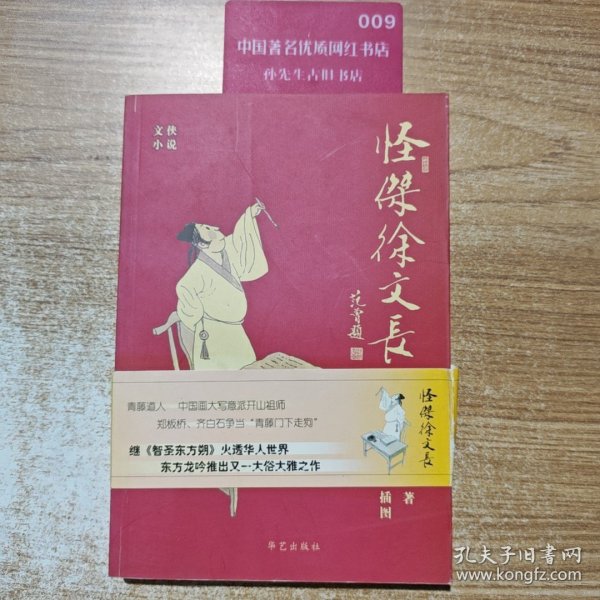 009
中国著名优质网红书店
孙先生古旧书店
文侠
小说
怪傑徐文長
范曾题
青藤道人 中国画大写意派开山祖师
郑板桥、齐白石争当“青藤门下走狗”
继《智圣东方朔》火透华人世界
东方龙吟推出又一大俗大雅之作
怪傑徐文長
著
插图
华艺出版社
孔夫子旧书网
www.kongfz.com